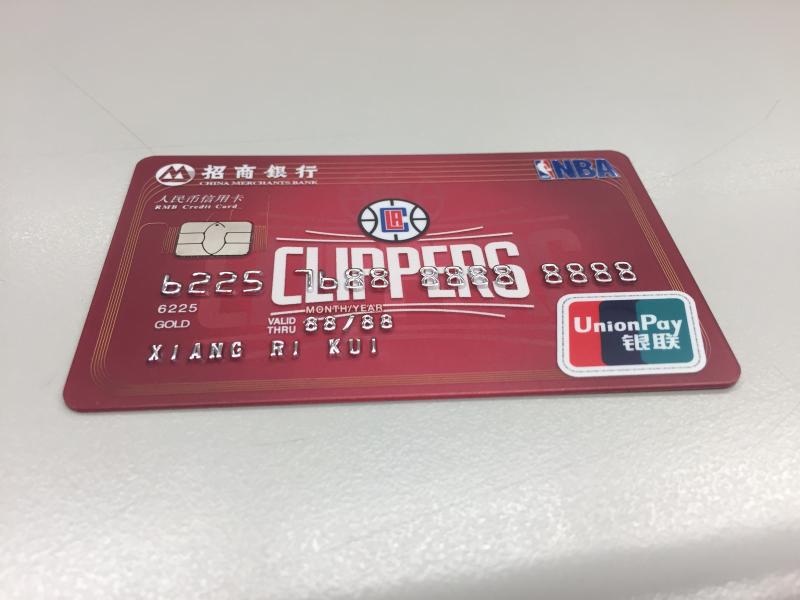 招商银行
CHINA MERCHANTS BANK
NBA
人民币信用卡
RMB Credit Card
LAC
CLIPPERS
6225 7688 8888 8888
6225
MONTH/YEAR
GOLD
VALID THRU 88/88
XIANG RI KUI
UnionPay
银联